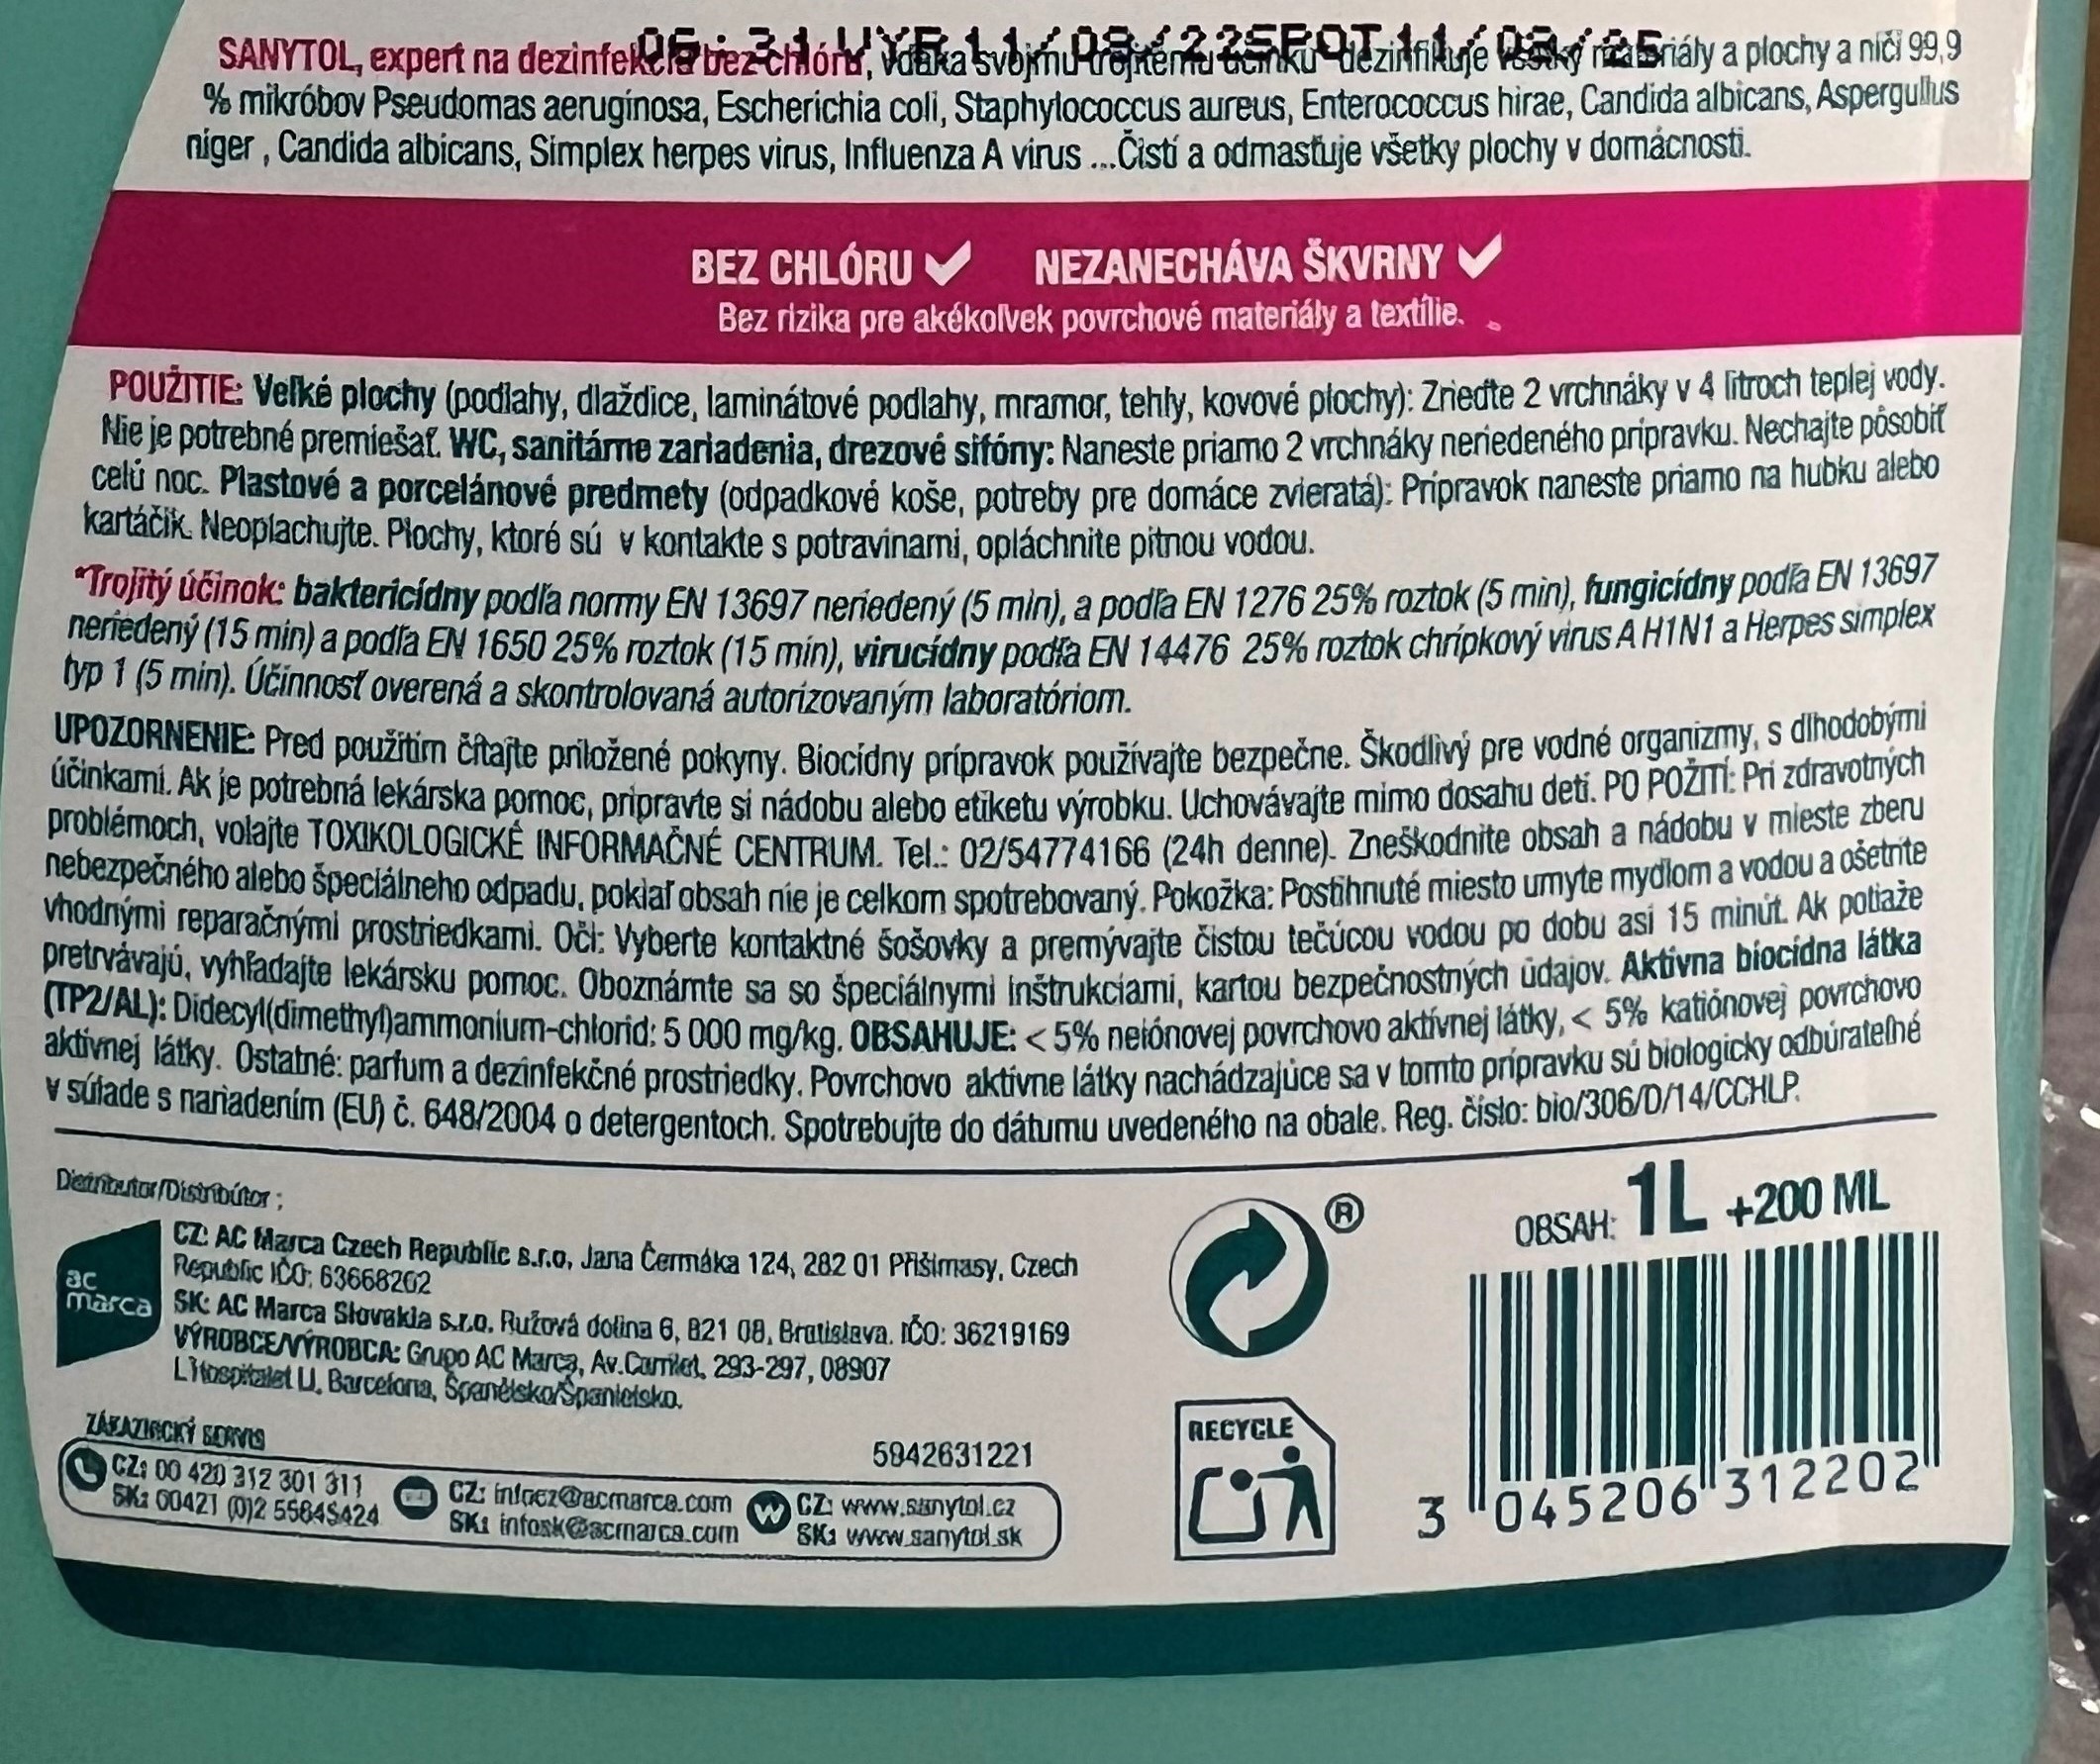 06:31 VYR11/09/22SPOT11/09/25
SANYTOL, expert na dezinfekciu bez chlóru, vďaka svojmu trojitému účinku dezinfikuje všetky materiály a plochy a ničí 99,9
% mikróbov Pseudomas aeruginosa, Escherichia coli, Staphylococcus aureus, Enterococcus hirae, Candida albicans, Aspergullus
niger , Candida albicans, Simplex herpes virus, Influenza A virus ...Čistí a odmasťuje všetky plochy v domácnosti.
BEZ CHLÓRU ✓ NEZANECHÁVA ŠKVRNY ✓
Bez rizika pre akékoľvek povrchové materiály a textílie.
POUŽITIE: Veľké plochy (podlahy, dlaždice, laminátové podlahy, mramor, tehly, kovové plochy): Zrieďte 2 vrchnáky v 4 litroch teplej vody.
Nie je potrebné premiešať. WC, sanitárne zariadenia, drezové sifóny: Naneste priamo 2 vrchnáky neriedeného prípravku. Nechajte pôsobiť
celú noc. Plastové a porcelánové predmety (odpadkové koše, potreby pre domáce zvieratá): Prípravok naneste priamo na hubku alebo
kartáčik. Neoplachujte. Plochy, ktoré sú v kontakte s potravinami, opláchnite pitnou vodou.
*Trojitý účinok: baktericídny podľa normy EN 13697 neriedený (5 min), a podľa EN 1276 25% roztok (5 min), fungicídny podľa EN 13697
neriedený (15 min) a podľa EN 1650 25% roztok (15 min), virucídny podľa EN 14476 25% roztok chrípkový virus A H1N1 a Herpes simplex
typ 1 (5 min). Účinnosť overená a skontrolovaná autorizovaným laboratóriom.
UPOZORNENIE: Pred použitím čítajte priložené pokyny. Biocídny prípravok používajte bezpečne. Škodlivý pre vodné organizmy, s dlhodobými
účinkami. Ak je potrebná lekárska pomoc, pripravte si nádobu alebo etiketu výrobku. Uchovávajte mimo dosahu detí. PO POŽITÍ: Pri zdravotných
problémoch, volajte TOXIKOLOGICKÉ INFORMAČNÉ CENTRUM. Tel.: 02/54774166 (24h denne). Zneškodnite obsah a nádobu v mieste zberu
nebezpečného alebo špeciálneho odpadu, pokiaľ obsah nie je celkom spotrebovaný. Pokožka: Postihnuté miesto umyte mydlom a vodou a ošetrite
vhodnými reparačnými prostriedkami. Oči: Vyberte kontaktné šošovky a premývajte čistou tečúcou vodou po dobu asi 15 minút. Ak potiaže
pretrvávajú, vyhľadajte lekársku pomoc. Oboznámte sa so špeciálnymi inštrukciami, kartou bezpečnostných údajov. Aktívna biocídna látka
(TP2/AL): Didecyl(dimethyl)ammonium-chlorid: 5 000 mg/kg. OBSAHUJE: < 5% neiónovej povrchovo aktívnej látky, < 5% katiónovej povrchovo
aktívnej látky. Ostatné: parfum a dezinfekčné prostriedky. Povrchovo aktívne látky nachádzajúce sa v tomto prípravku sú biologicky odbúrateľné
v súlade s nariadením (EU) č. 648/2004 o detergentoch. Spotrebujte do dátumu uvedeného na obale. Reg. číslo: bio/306/D/14/CCHLP.
Distributor/Distribútor :
CZ: AC Marca Czech Republic s.r.o, Jana Čermáka 124, 282 01 Přišimasy, Czech
Republic IČO: 63668202
SK: AC Marca Slovakia s.r.o. Ružová dolina 6, 821 08, Bratislava. IČO: 36219169
VÝROBCE/VÝROBCA: Grupo AC Marca, Av.Carrilet, 293-297, 08907
L'Hospitalet Ll, Barcelona, Španělsko/Španielsko.
ac
marca
ZÁKAZNICKÝ SERVIS
5942631221
CZ: 00 420 312 301 311
SK: 00421 (0)2 55645424
CZ: infocz@acmarca.com
SK: infosk@acmarca.com
W CZ: www.sanytol.cz
SK: www.sanytol.sk
®
RECYCLE
OBSAH: 1L +200 ML
3 045206 312202